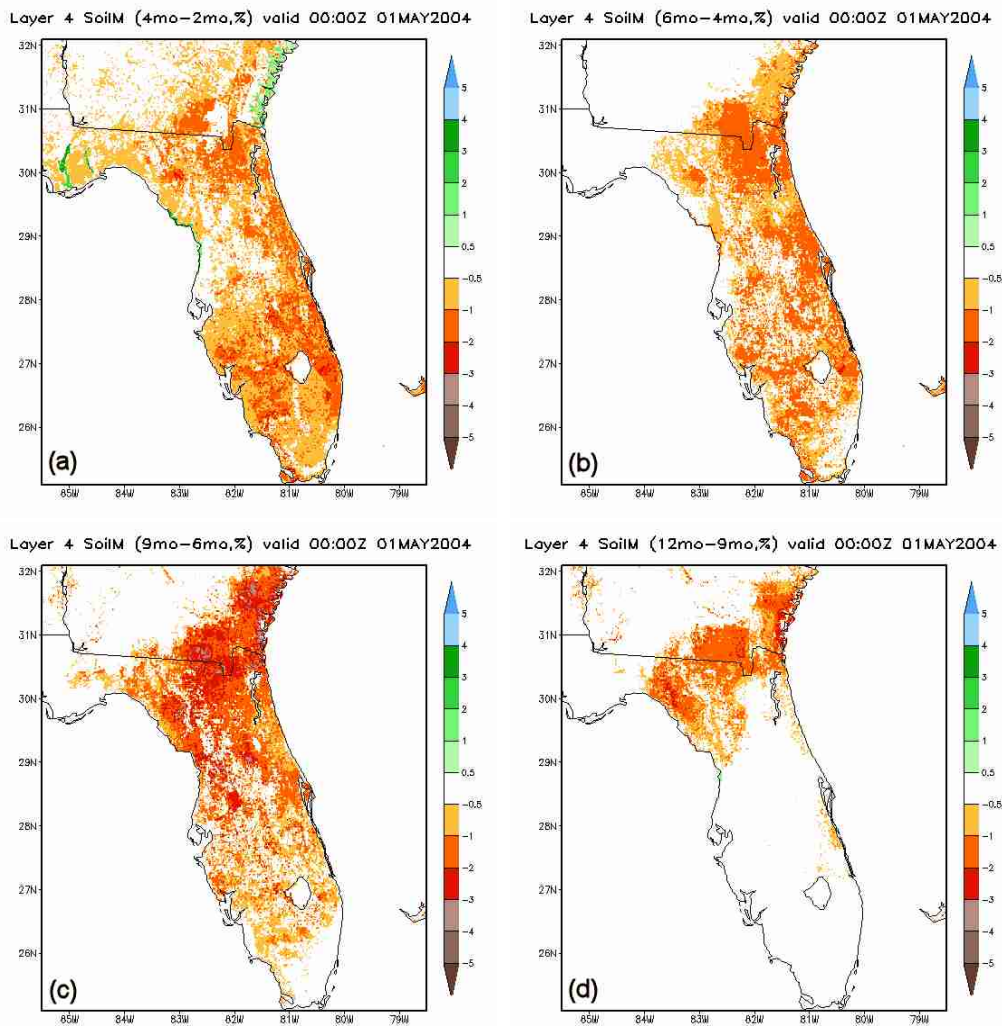 Layer 4 SoilM (4mo−2mo,%) valid 00:00Z 01MAY2004
32N
31N
30N
29N
28N
27N
26N
85W 84W 83W 82W 81W 80W 79W
5
4
3
2
1
0.5
−0.5
−1
−2
−3
−4
−5
(a)
Layer 4 SoilM (6mo−4mo,%) valid 00:00Z 01MAY2004
32N
31N
30N
29N
28N
27N
26N
85W 84W 83W 82W 81W 80W 79W
5
4
3
2
1
0.5
−0.5
−1
−2
−3
−4
−5
(b)
Layer 4 SoilM (9mo−6mo,%) valid 00:00Z 01MAY2004
32N
31N
30N
29N
28N
27N
26N
85W 84W 83W 82W 81W 80W 79W
5
4
3
2
1
0.5
−0.5
−1
−2
−3
−4
−5
(c)
Layer 4 SoilM (12mo−9mo,%) valid 00:00Z 01MAY2004
32N
31N
30N
29N
28N
27N
26N
85W 84W 83W 82W 81W 80W 79W
5
4
3
2
1
0.5
−0.5
−1
−2
−3
−4
−5
(d)